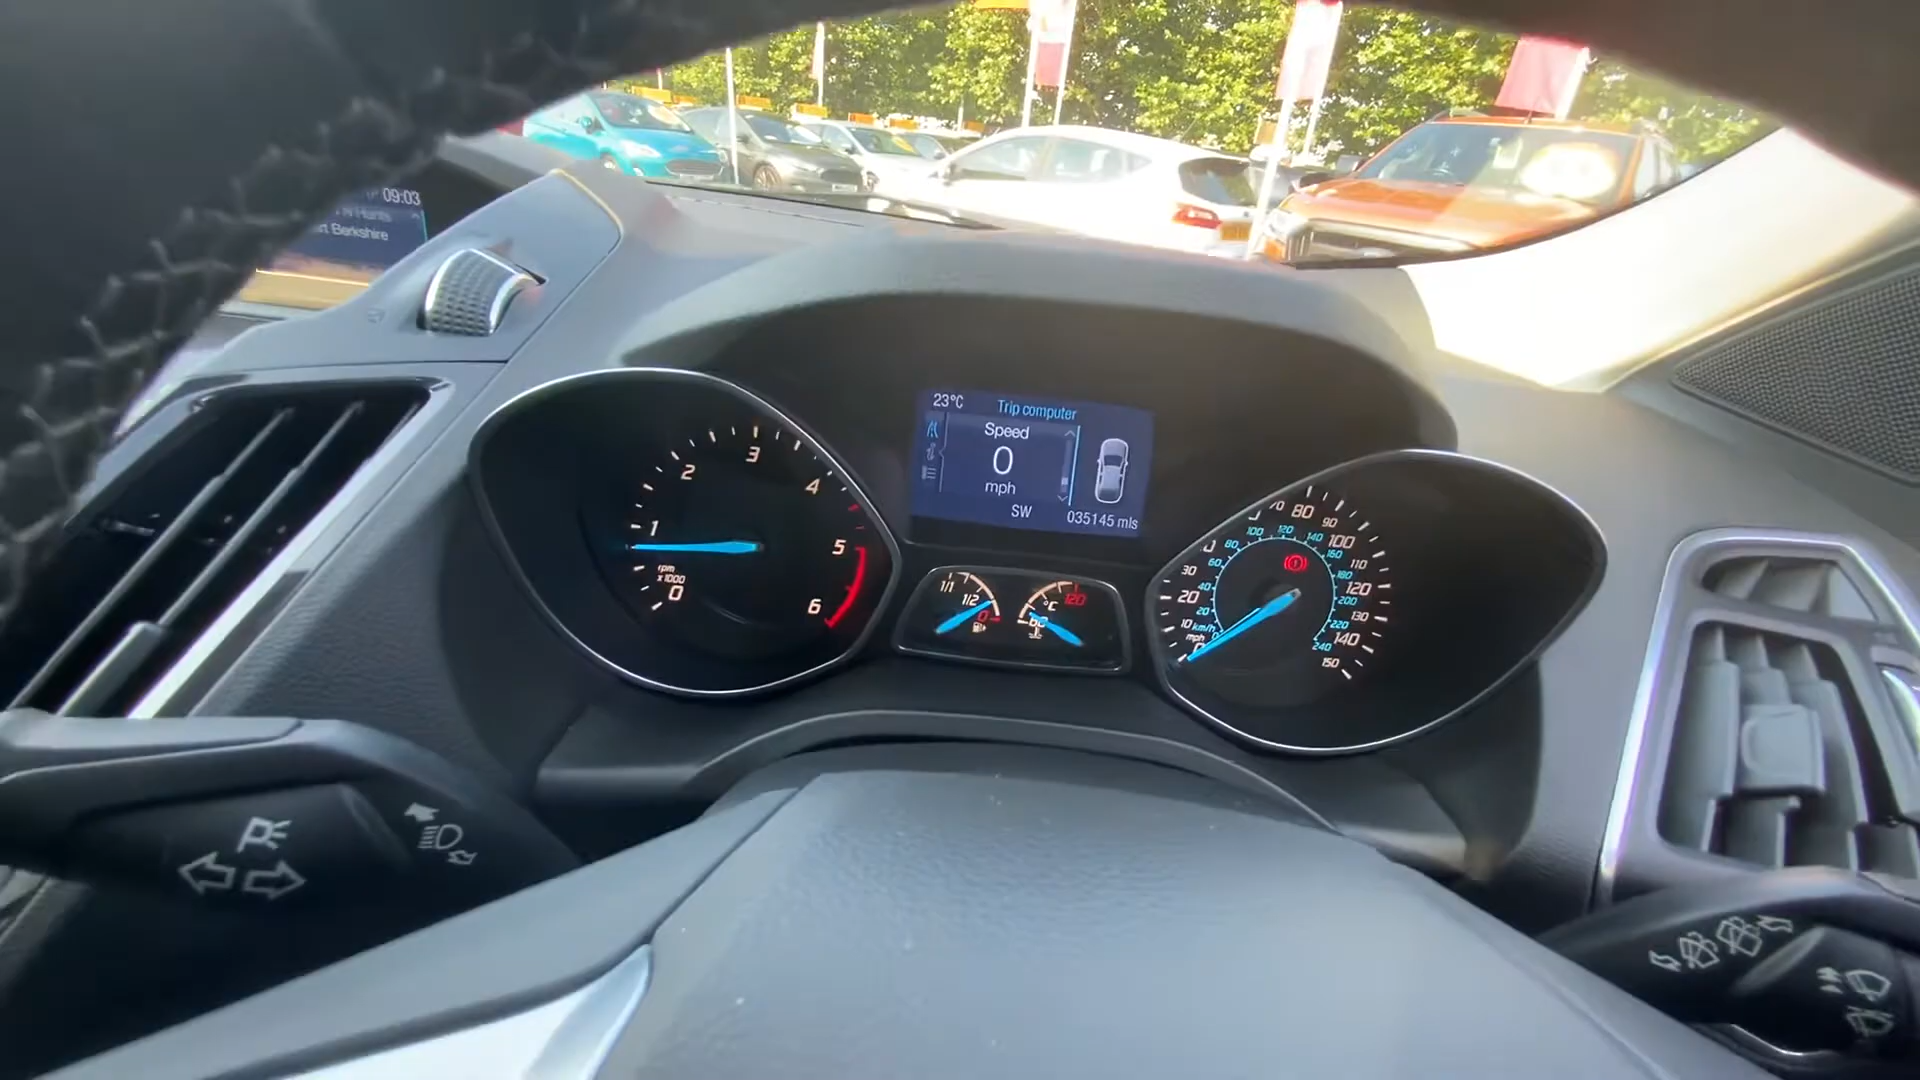 09:03
Hunts
Berkshire
23°C
Trip computer
Speed
0
mph
SW
035145 mls
0
1
2
3
4
5
6
rpm
x1000
1/1
1/2
0
°C
60
120
0
10
20
30
80
90
100
110
120
130
140
150
mph
km/h
20
40
60
80
100
120
140
160
180
200
220
240